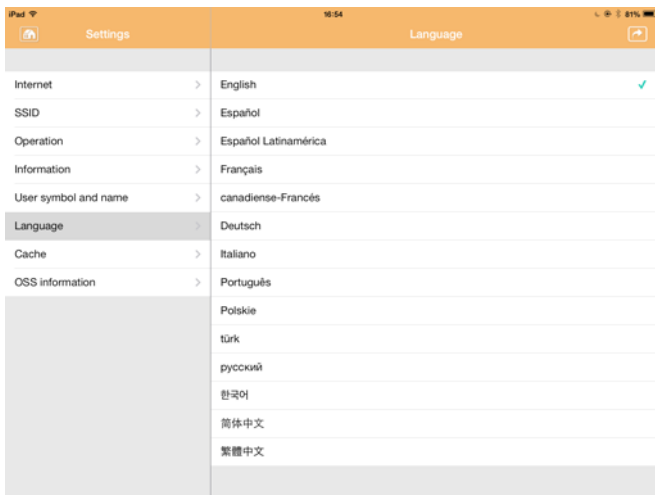 iPad 16:54 81%
Settings
Language
Internet
SSID
Operation
Information
User symbol and name
Language
Cache
OSS information
English
Español
Español Latinamérica
Français
canadiense-Francés
Deutsch
Italiano
Português
Polskie
türk
русский
한국어
简体中文
繁體中文